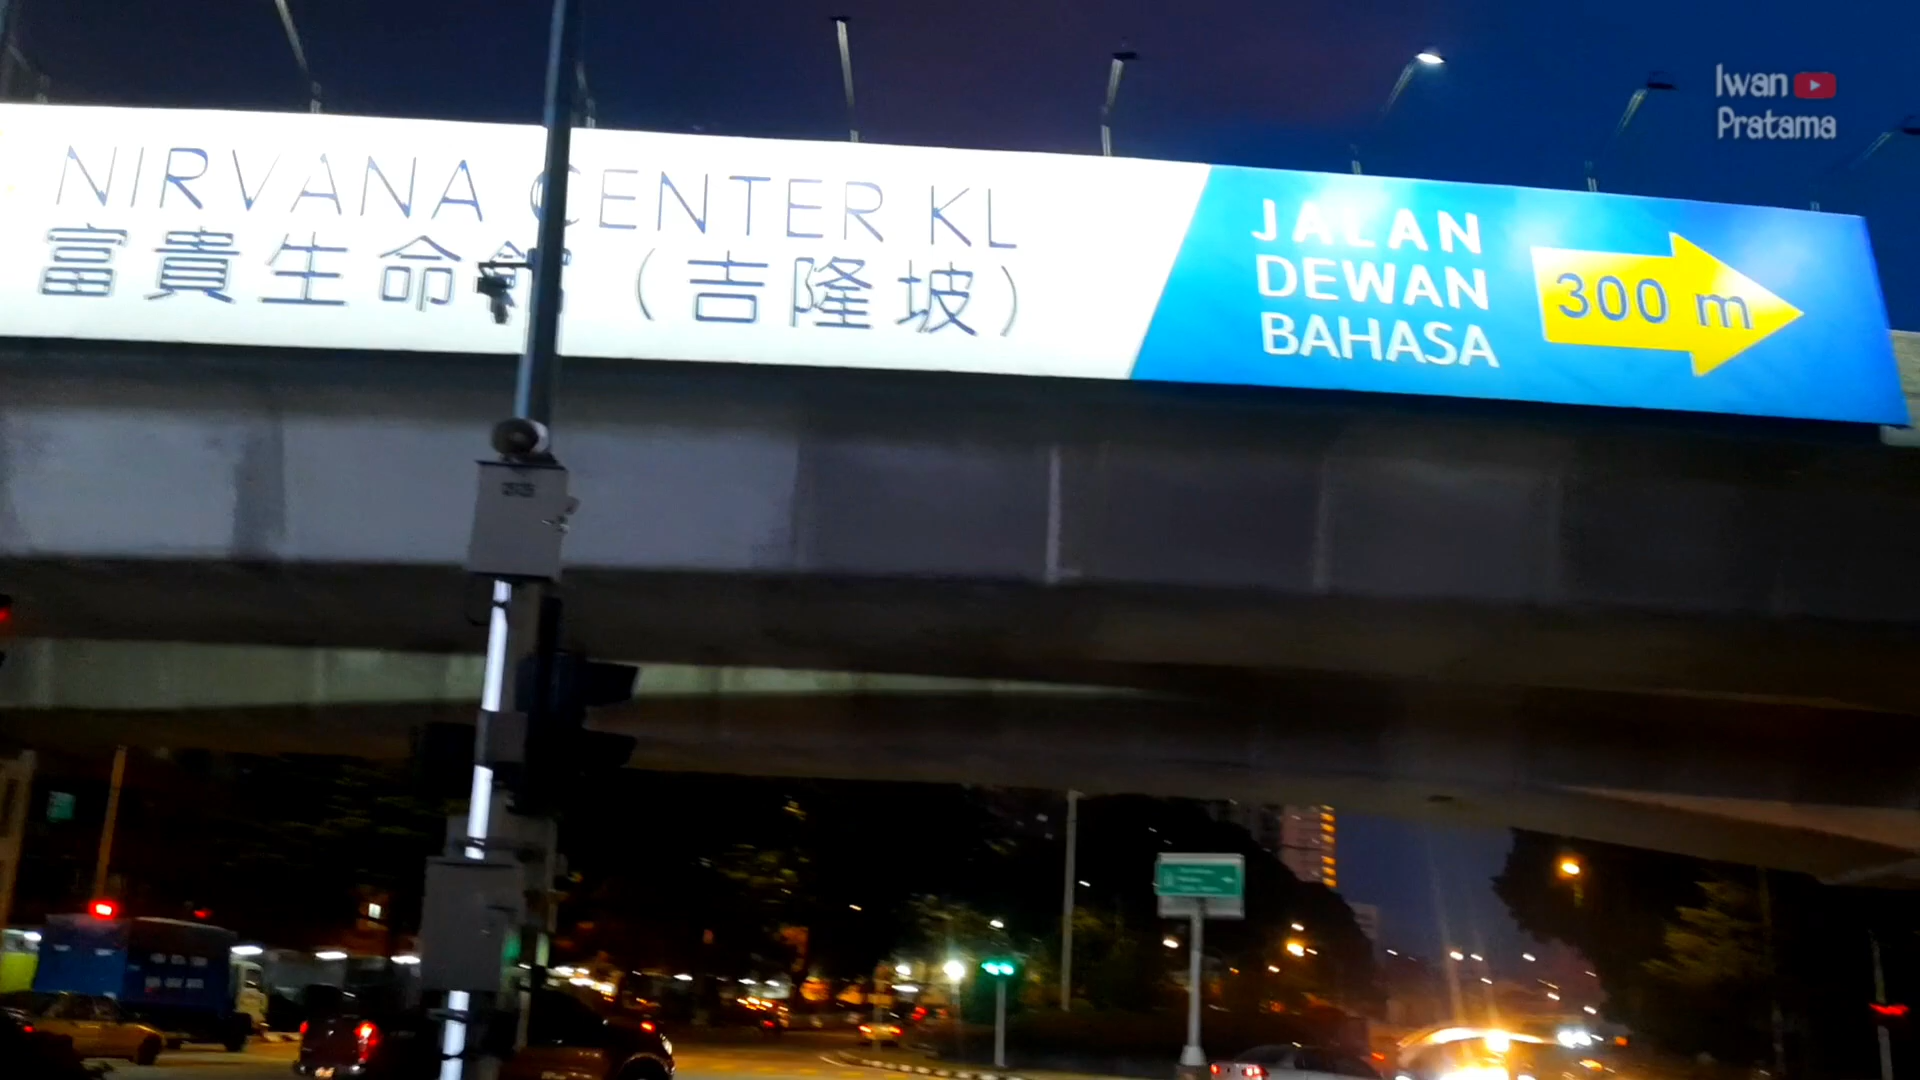 Iwan
Pratama
NIRVANA CENTER KL
富貴生命館（吉隆坡）
JALAN
DEWAN
BAHASA
300 m